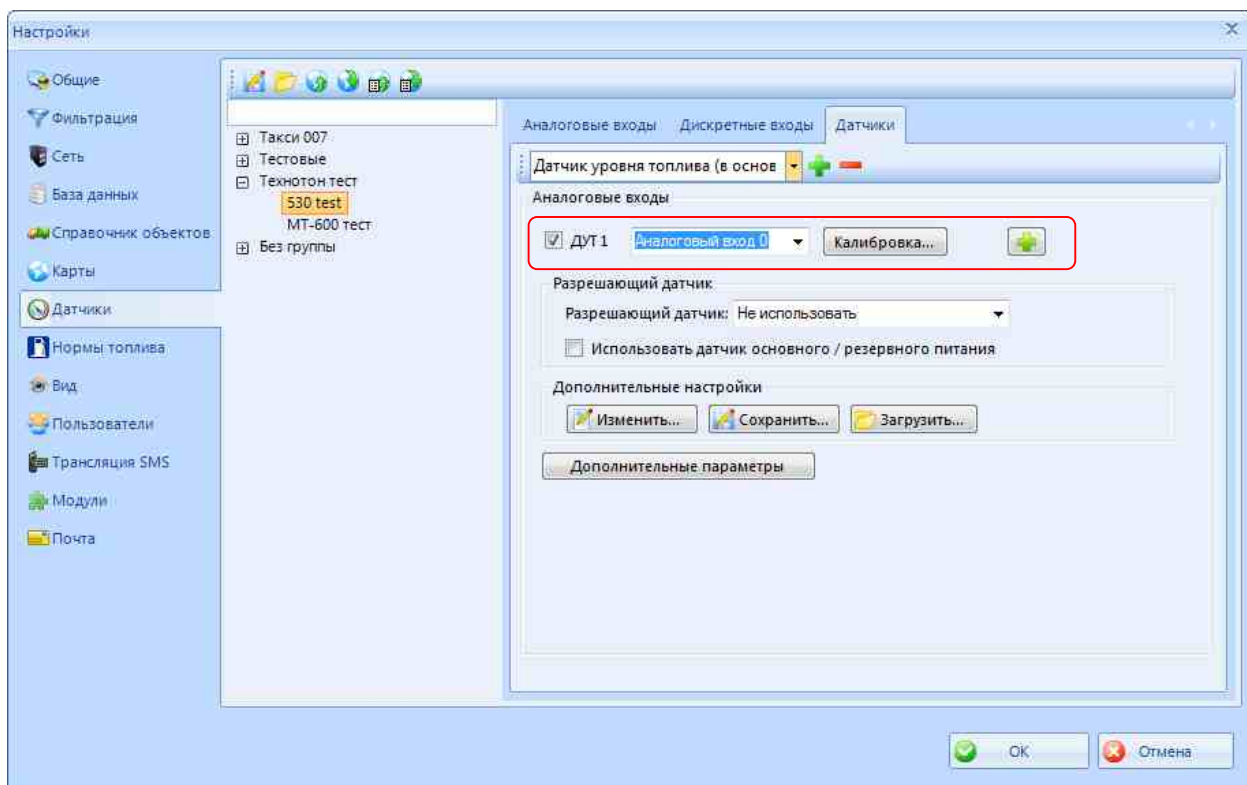 Настройки
Общие
Фильтрация
Сеть
База данных
Справочник объектов
Карты
Датчики
Нормы топлива
Вид
Пользователи
Трансляция SMS
Модули
Почта
Такси 007
Тестовые
Технотон тест
530 test
МТ-600 тест
Без группы
Аналоговые входы Дискретные входы Датчики
Датчик уровня топлива (в основ
Аналоговые входы
ДУТ 1 Аналоговый вход 0 Калибровка...
Разрешающий датчик
Разрешающий датчик: Не использовать
Использовать датчик основного / резервного питания
Дополнительные настройки
Изменить... Сохранить... Загрузить...
Дополнительные параметры
ОК Отмена